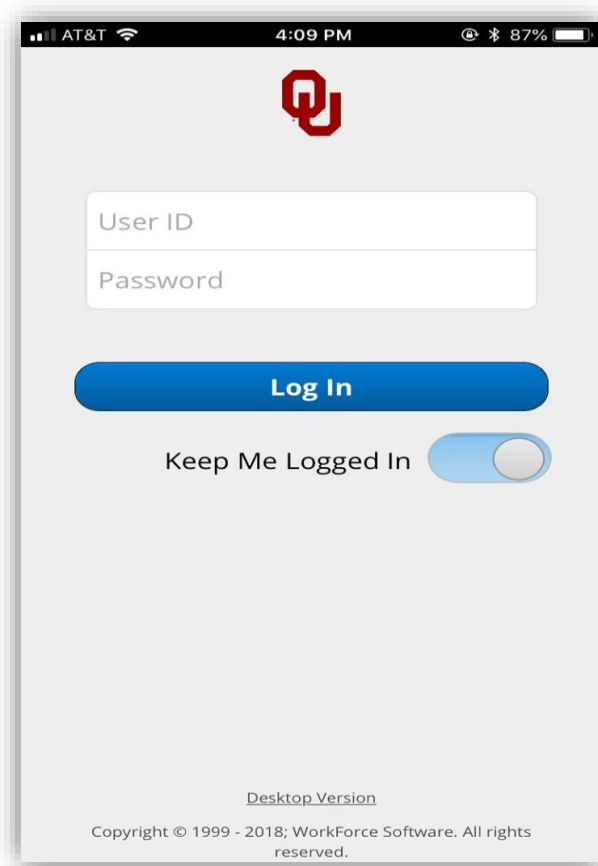 AT&T 4:09 PM 87%
OU
User ID
Password
Log In
Keep Me Logged In
Desktop Version
Copyright © 1999 - 2018; WorkForce Software. All rights
reserved.